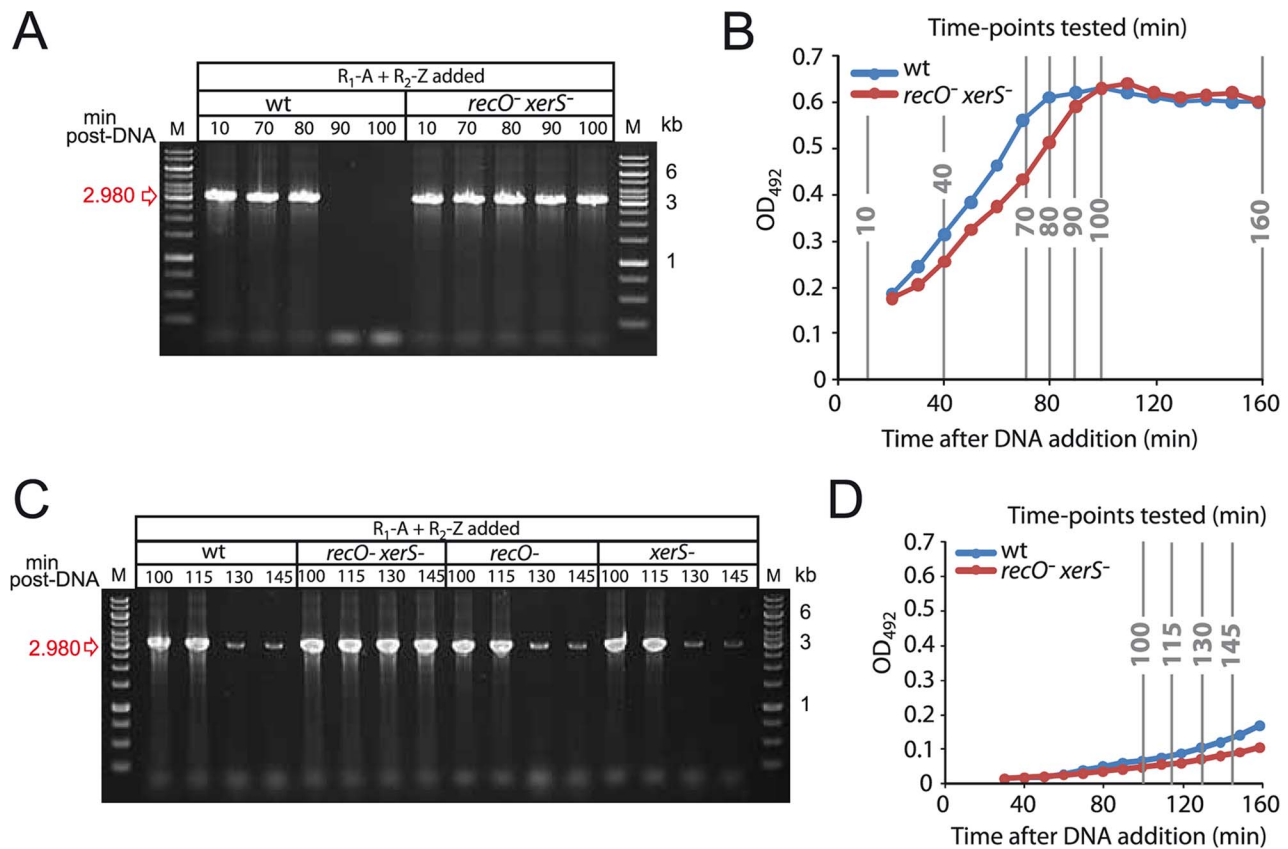 A
R₁-A + R₂-Z added
min post-DNA
M
wt
recO⁻ xerS⁻
10 70 80 90 100 10 70 80 90 100
M kb
2.980
6
3
1
B
Time-points tested (min)
wt
recO⁻ xerS⁻
OD₄₉₂
0.7
0.6
0.5
0.4
0.3
0.2
0.1
0
10 40 70 80 90 100 160
0 40 80 120 160
Time after DNA addition (min)
C
R₁-A + R₂-Z added
min post-DNA
M
wt
recO- xerS-
recO-
xerS-
100 115 130 145 100 115 130 145 100 115 130 145 100 115 130 145
M kb
2.980
6
3
1
D
Time-points tested (min)
wt
recO⁻ xerS⁻
OD₄₉₂
0.7
0.6
0.5
0.4
0.3
0.2
0.1
0
100 115 130 145
0 40 80 120 160
Time after DNA addition (min)